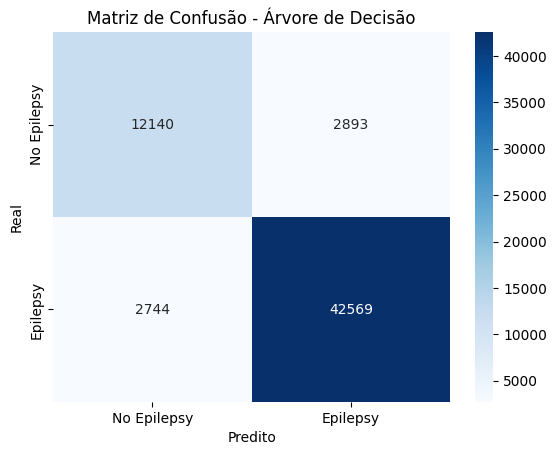 Matriz de Confusão - Árvore de Decisão
No Epilepsy
Epilepsy
Real
12140
2893
2744
42569
No Epilepsy
Epilepsy
Predito
40000
35000
30000
25000
20000
15000
10000
5000